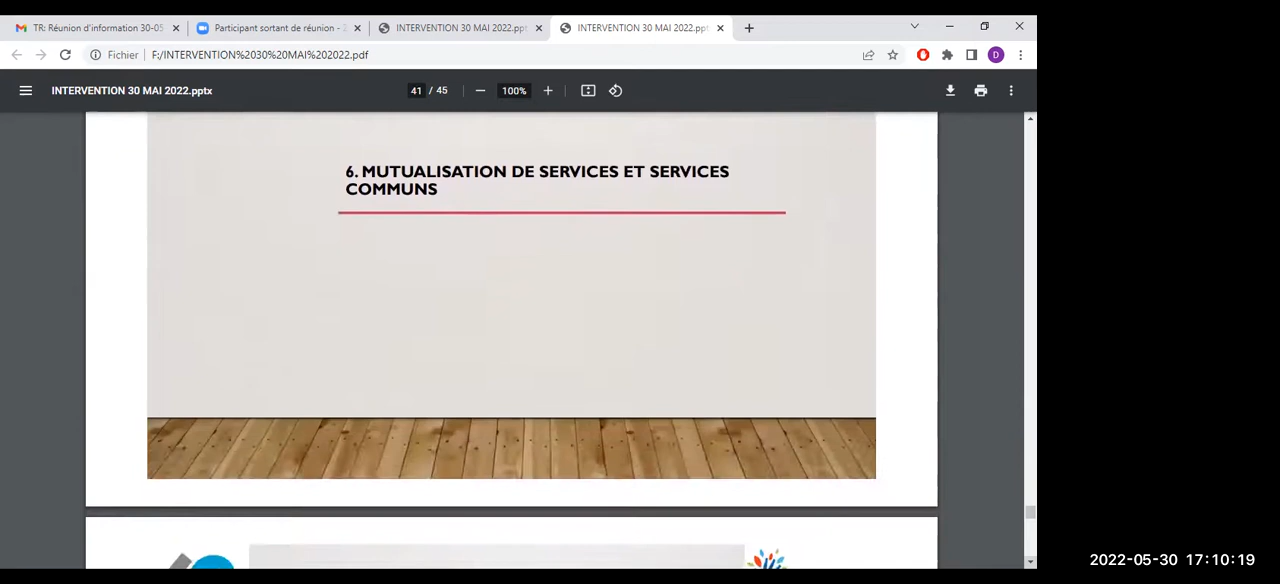 TR: Réunion d'information 30-05
Participant sortant de réunion - 
INTERVENTION 30 MAI 2022.ppt
INTERVENTION 30 MAI 2022.ppt
Fichier
F:/INTERVENTION%2030%20MAI%202022.pdf
D
INTERVENTION 30 MAI 2022.pptx
41 / 45
100%
6. MUTUALISATION DE SERVICES ET SERVICES
COMMUNS
2022-05-30 17:10:19